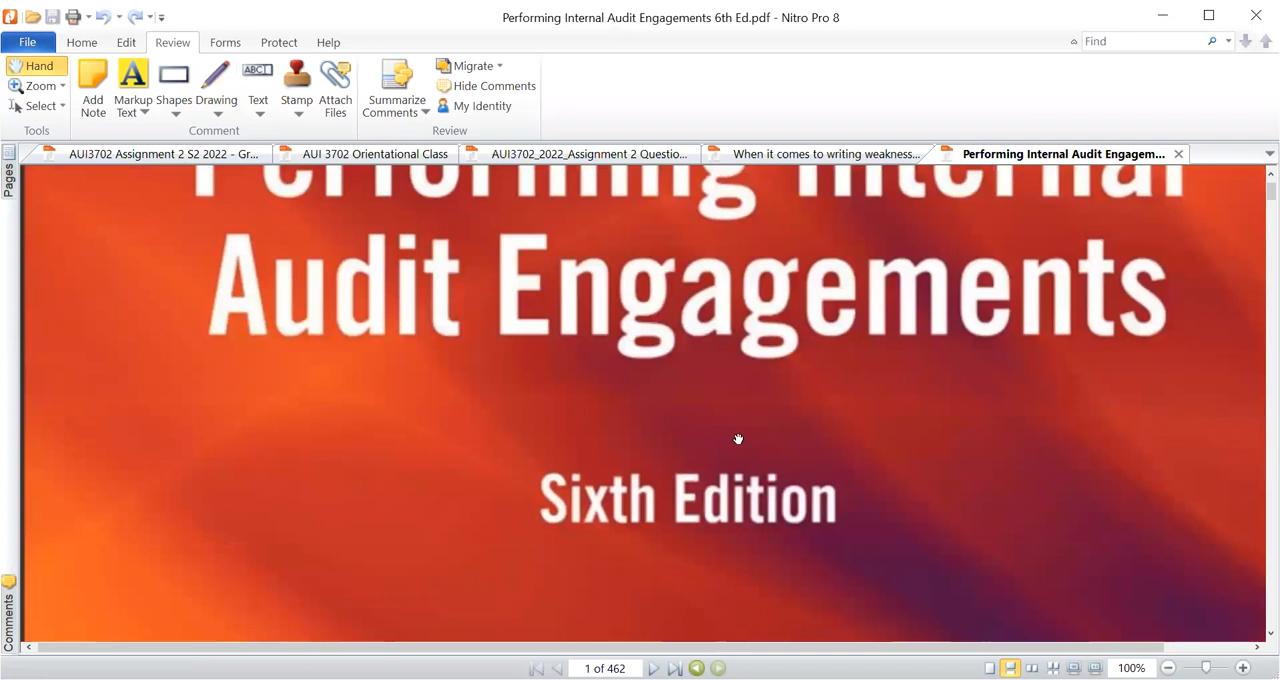 Performing Internal Audit Engagements 6th Ed.pdf - Nitro Pro 8
File Home Edit Review Forms Protect Help
Find
Hand
Zoom
Select
Tools
Add Note
Markup Text
Shapes
Drawing
Text
Stamp
Attach Files
Comment
Summarize Comments
Migrate
Hide Comments
My Identity
Review
Pages
AUI3702 Assignment 2 S2 2022 - Gr...
AUI 3702 Orientational Class
AUI3702_2022_Assignment 2 Questio...
When it comes to writing weakness...
Performing Internal Audit Engagem...
Performing Internal
Audit Engagements
Sixth Edition
Comments
1 of 462
100%